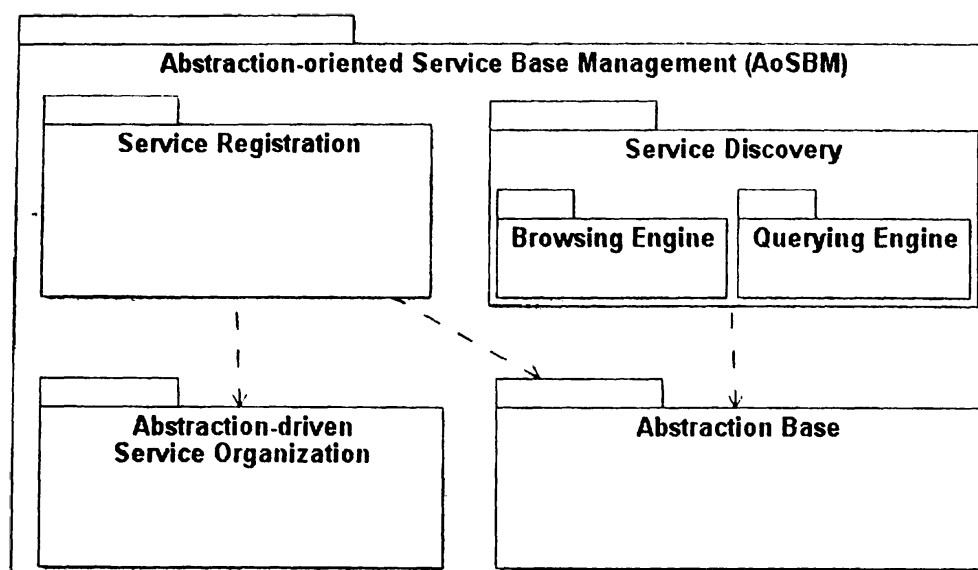 Abstraction-oriented Service Base Management (AoSBM)
Service Registration
Service Discovery
Browsing Engine
Querying Engine
Abstraction-driven
Service Organization
Abstraction Base